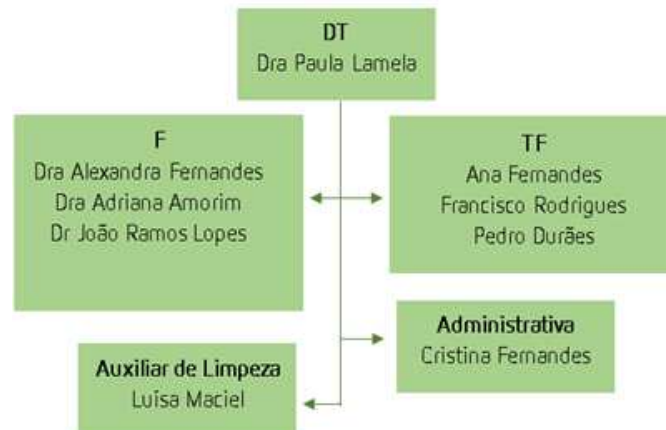 DT
Dra Paula Lamela
F
Dra Alexandra Fernandes
Dra Adriana Amorim
Dr João Ramos Lopes
TF
Ana Fernandes
Francisco Rodrigues
Pedro Durães
Administrativa
Cristina Fernandes
Auxiliar de Limpeza
Luísa Maciel